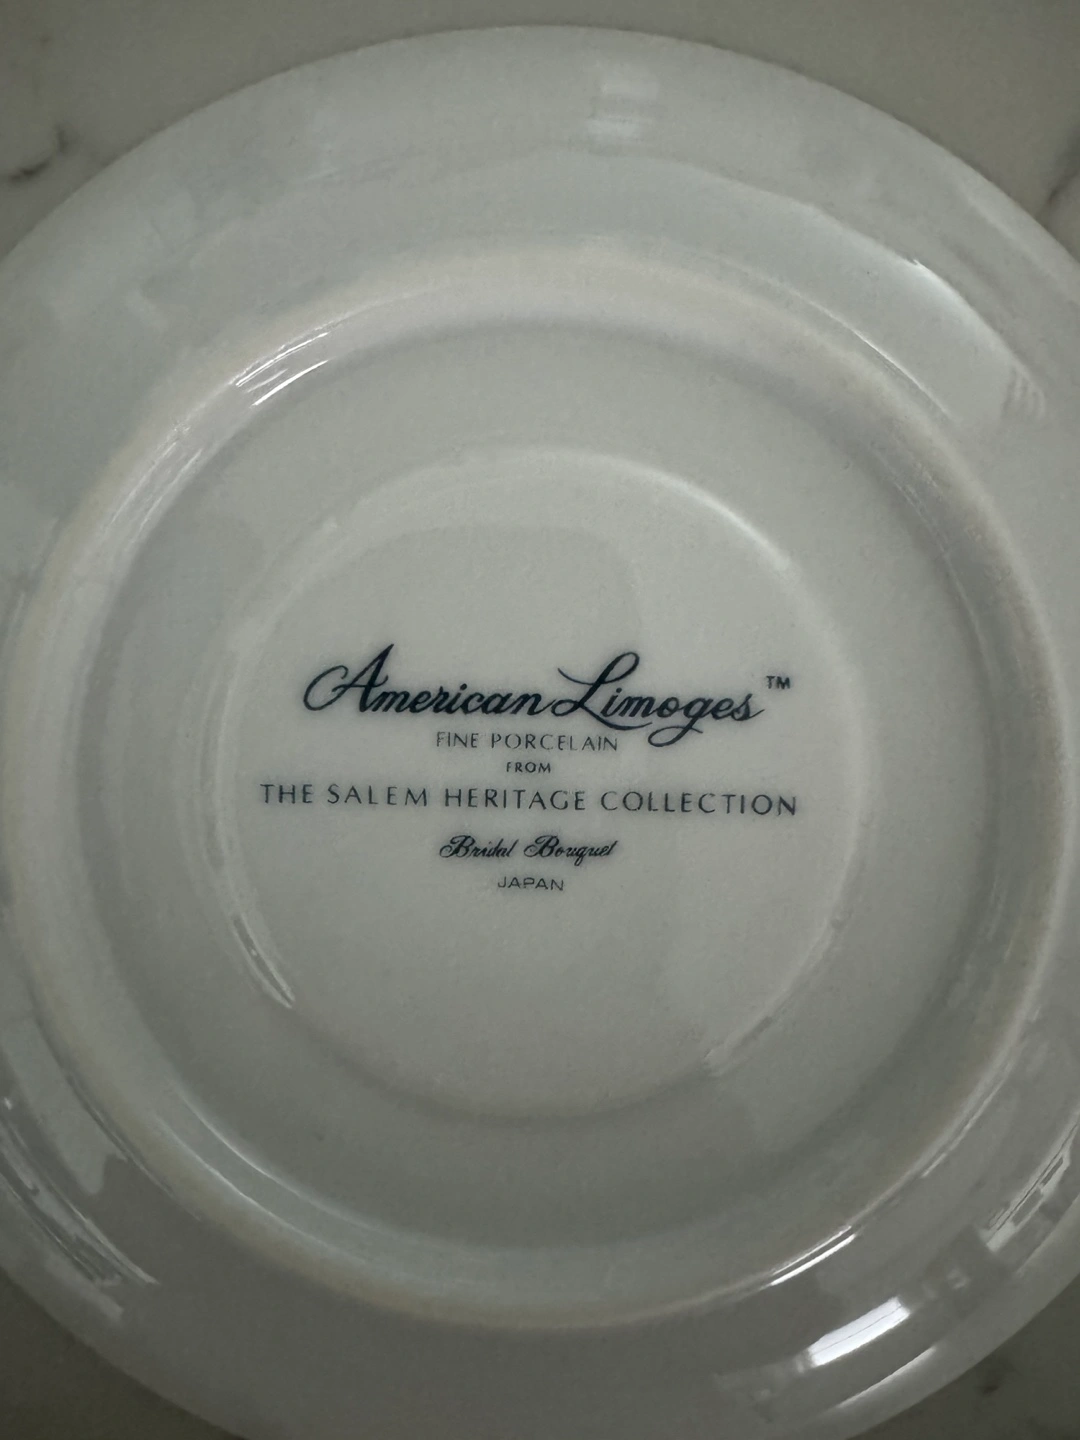 American Limoges™
FINE PORCELAIN
FROM
THE SALEM HERITAGE COLLECTION
Bridal Bouquet
JAPAN